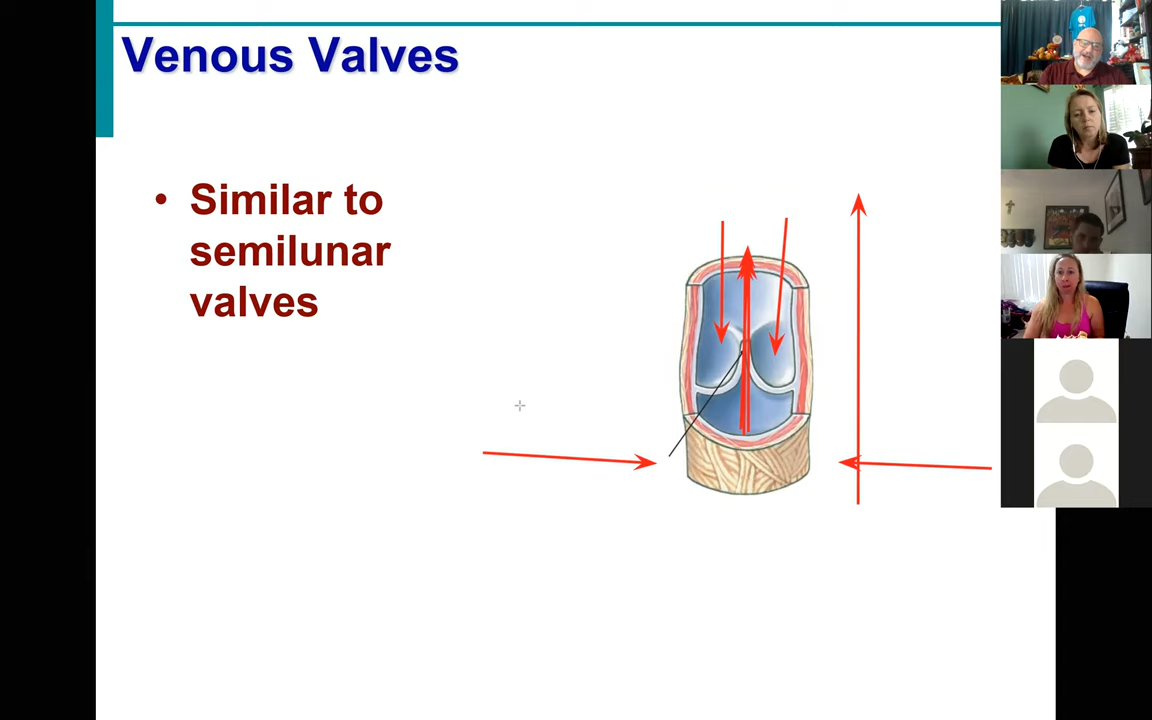 Venous Valves
• Similar to
semilunar
valves